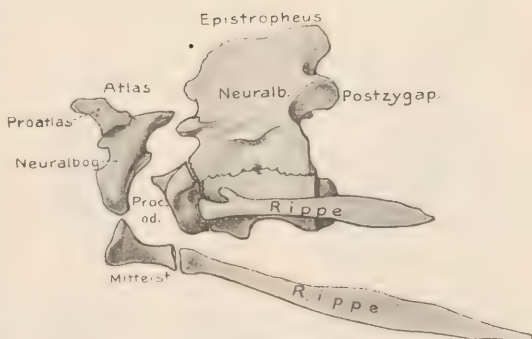 Epistropheus
Atlas
Neuralb.
Postzygap.
Proatlas
Neuralbog.
Proc.
od.
Rippe
Mittelst
Rippe